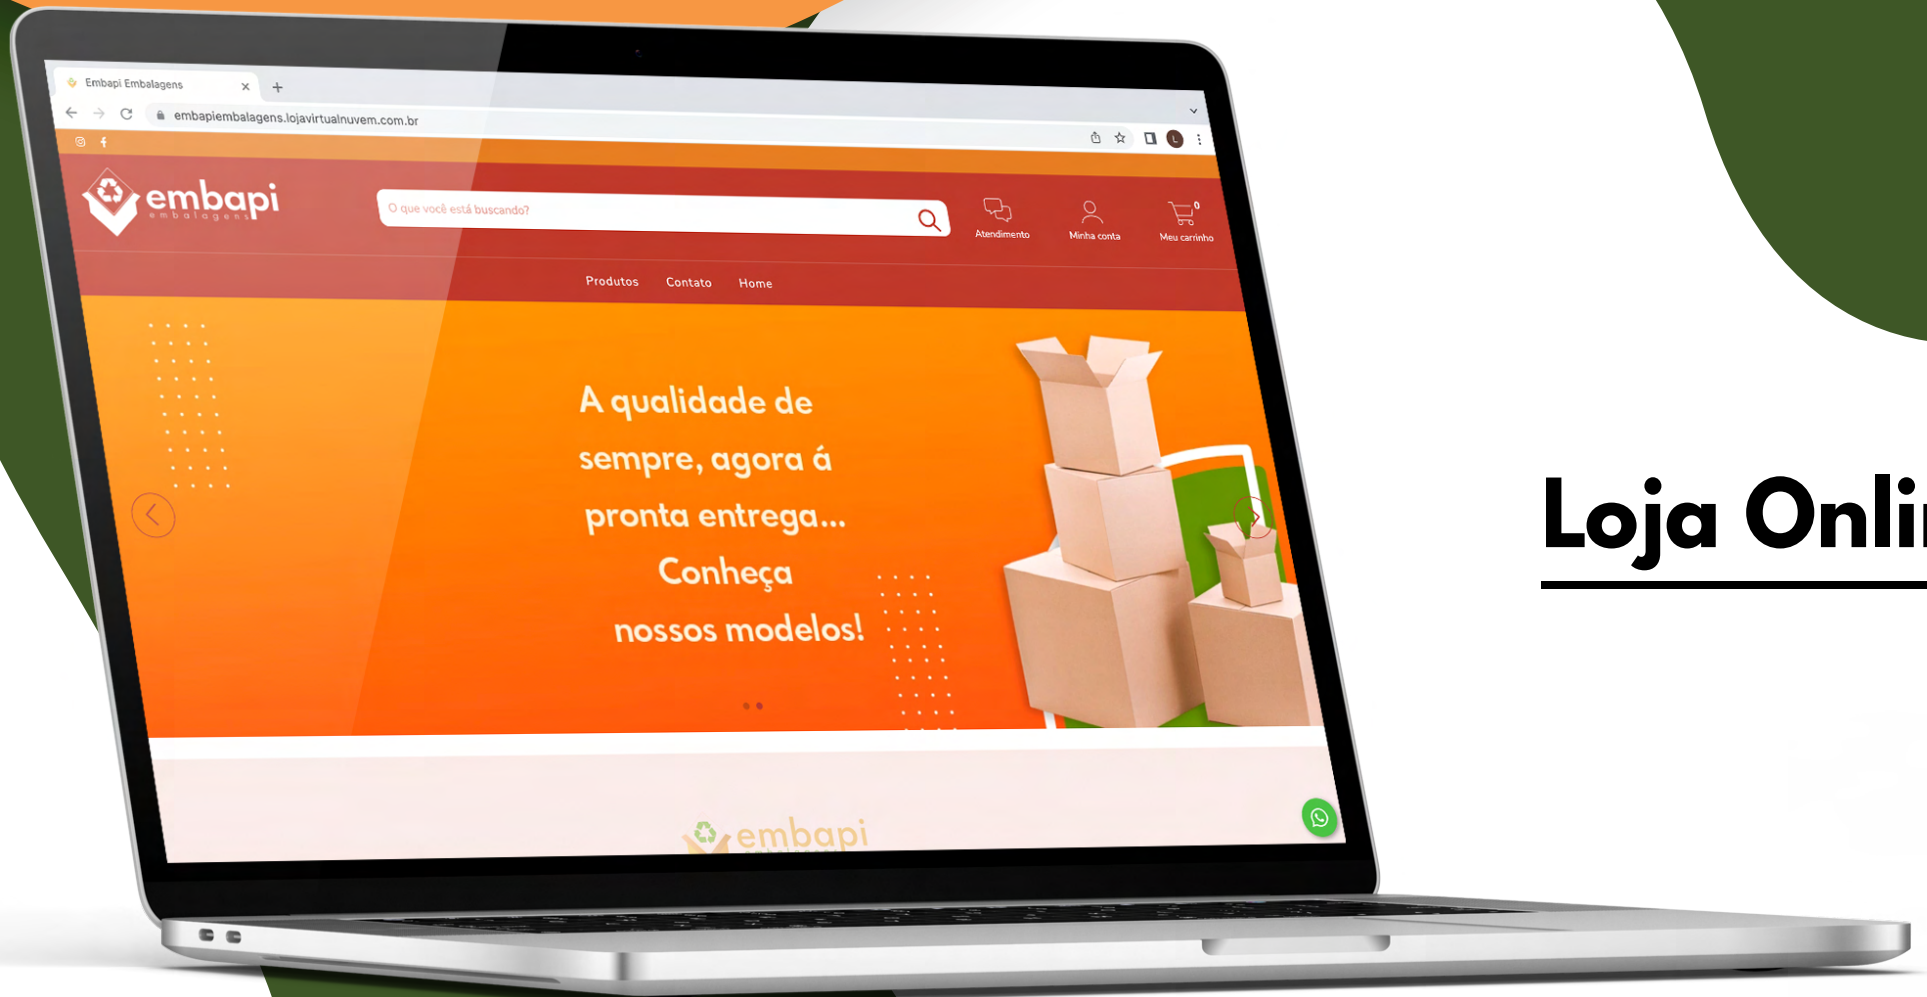 Embapi Embalagens
embapiembalagens.lojavirtualnuvem.com.br
L
embapi
embalagens
O que você está buscando?
Atendimento
Minha conta
0
Meu carrinho
Produtos Contato Home
A qualidade de
sempre, agora á
pronta entrega...
Conheça
nossos modelos!
embapi
Loja Onli